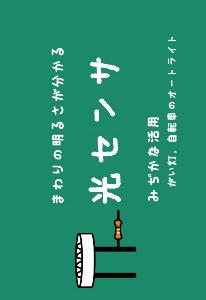 まわりの明るさが分かる
光センサ
みぢかな活用
がい灯，自転車のオートライト